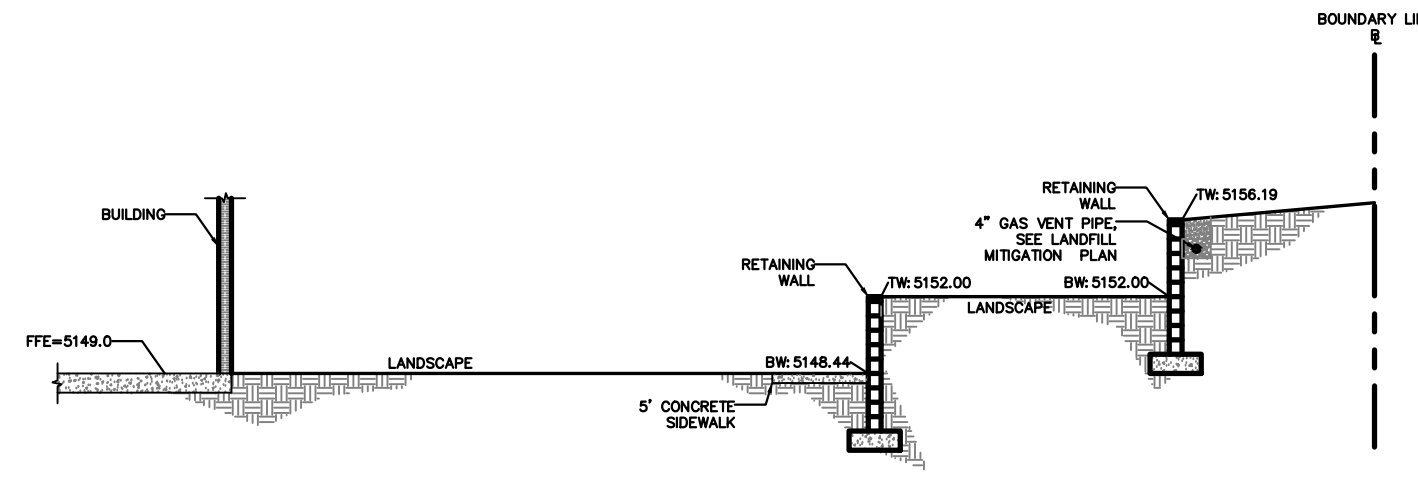 BOUNDARY LI
RETAINING
WALL
TW: 5156.19
4" GAS VENT PIPE,
SEE LANDFILL
MITIGATION PLAN
BUILDING
RETAINING
WALL
TW: 5152.00
BW: 5152.00
LANDSCAPE
FFE=5149.0
LANDSCAPE
BW: 5148.44
5' CONCRETE
SIDEWALK